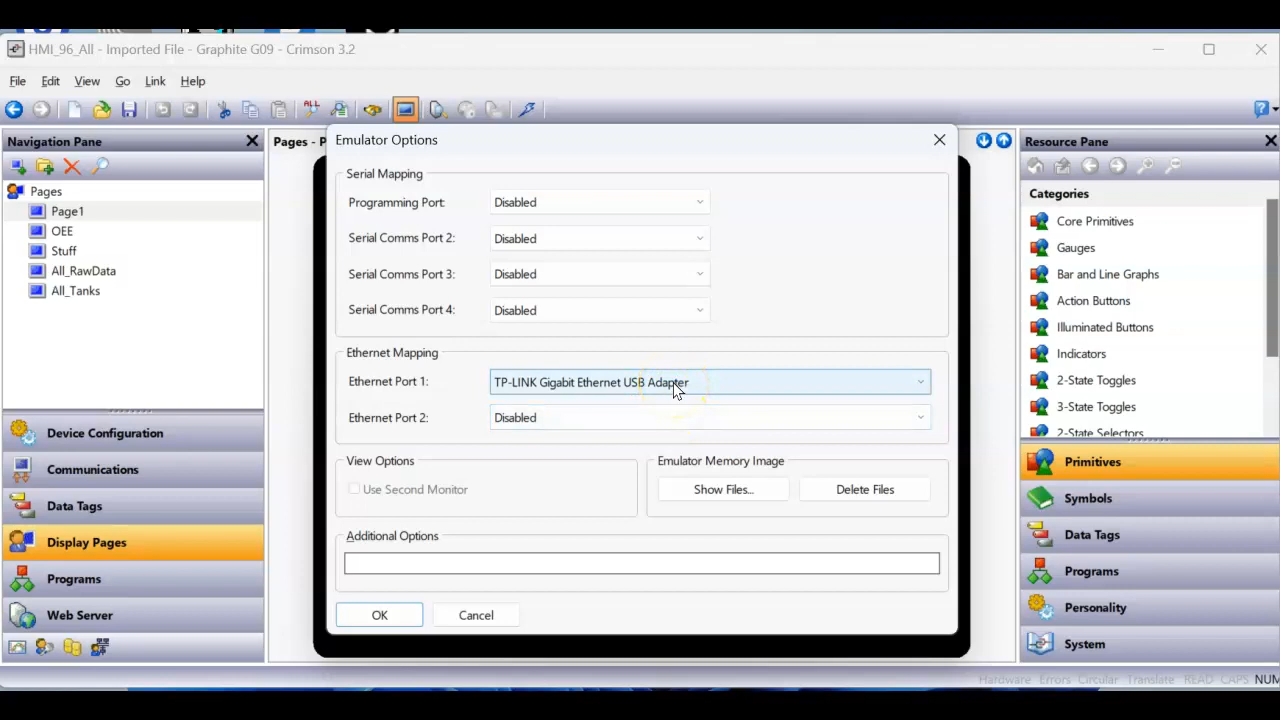 HMI_96_All - Imported File - Graphite G09 - Crimson 3.2
File Edit View Go Link Help
ALL
Navigation Pane
Pages
Page1
OEE
Stuff
All_RawData
All_Tanks
Device Configuration
Communications
Data Tags
Display Pages
Programs
Web Server
Pages - P
Emulator Options
Serial Mapping
Programming Port: Disabled
Serial Comms Port 2: Disabled
Serial Comms Port 3: Disabled
Serial Comms Port 4: Disabled
Ethernet Mapping
Ethernet Port 1: TP-LINK Gigabit Ethernet USB Adapter
Ethernet Port 2: Disabled
View Options
Use Second Monitor
Emulator Memory Image
Show Files... Delete Files
Additional Options
OK Cancel
Resource Pane
Categories
Core Primitives
Gauges
Bar and Line Graphs
Action Buttons
Illuminated Buttons
Indicators
2-State Toggles
3-State Toggles
2-State Selectors
Primitives
Symbols
Data Tags
Programs
Personality
System
Hardware Errors Circular Translate READ CAPS NUM